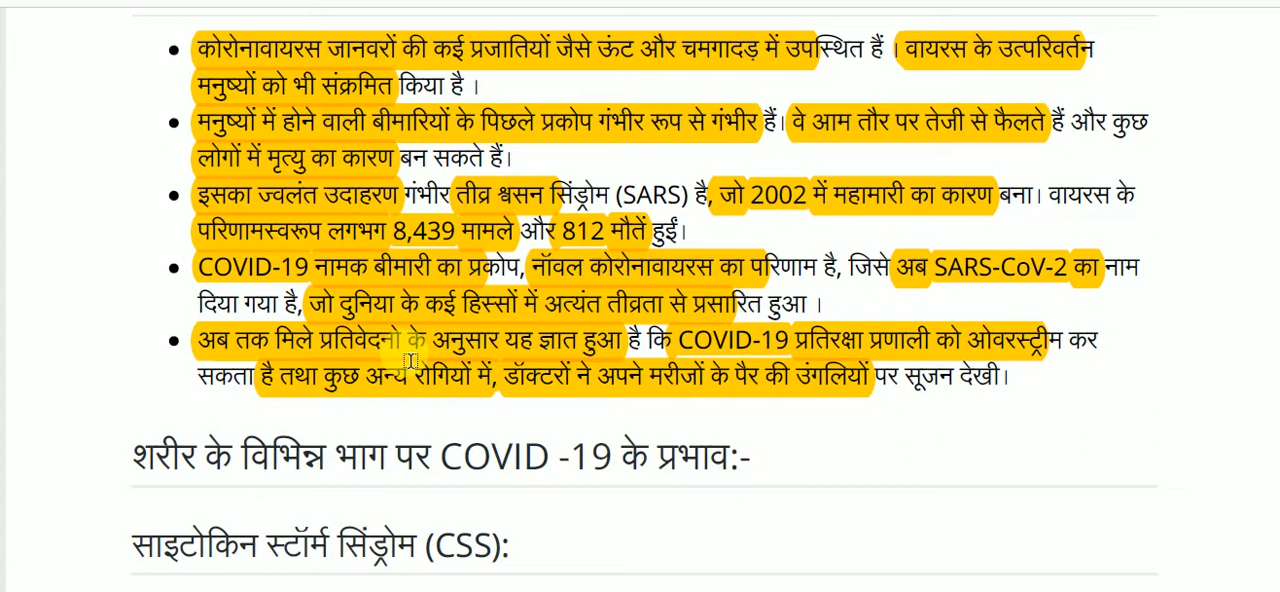 कोरोनावायरस जानवरों की कई प्रजातियों जैसे ऊंट और चमगादड़ में उपस्थित हैं । वायरस के उत्परिवर्तन
मनुष्यों को भी संक्रमित किया है ।
मनुष्यों में होने वाली बीमारियों के पिछले प्रकोप गंभीर रूप से गंभीर हैं। वे आम तौर पर तेजी से फैलते हैं और कुछ
लोगों में मृत्यु का कारण बन सकते हैं।
इसका ज्वलंत उदाहरण गंभीर तीव्र श्वसन सिंड्रोम (SARS) है, जो 2002 में महामारी का कारण बना। वायरस के
परिणामस्वरूप लगभग 8,439 मामले और 812 मौतें हुईं।
COVID-19 नामक बीमारी का प्रकोप, नॉवल कोरोनावायरस का परिणाम है, जिसे अब SARS-CoV-2 का नाम
दिया गया है, जो दुनिया के कई हिस्सों में अत्यंत तीव्रता से प्रसारित हुआ ।
अब तक मिले प्रतिवेदनो के अनुसार यह ज्ञात हुआ है कि COVID-19 प्रतिरक्षा प्रणाली को ओवरस्ट्रीम कर
सकता है तथा कुछ अन्य रोगियों में, डॉक्टरों ने अपने मरीजों के पैर की उंगलियों पर सूजन देखी।
शरीर के विभिन्न भाग पर COVID -19 के प्रभाव:-
साइटोकिन स्टॉर्म सिंड्रोम (CSS):